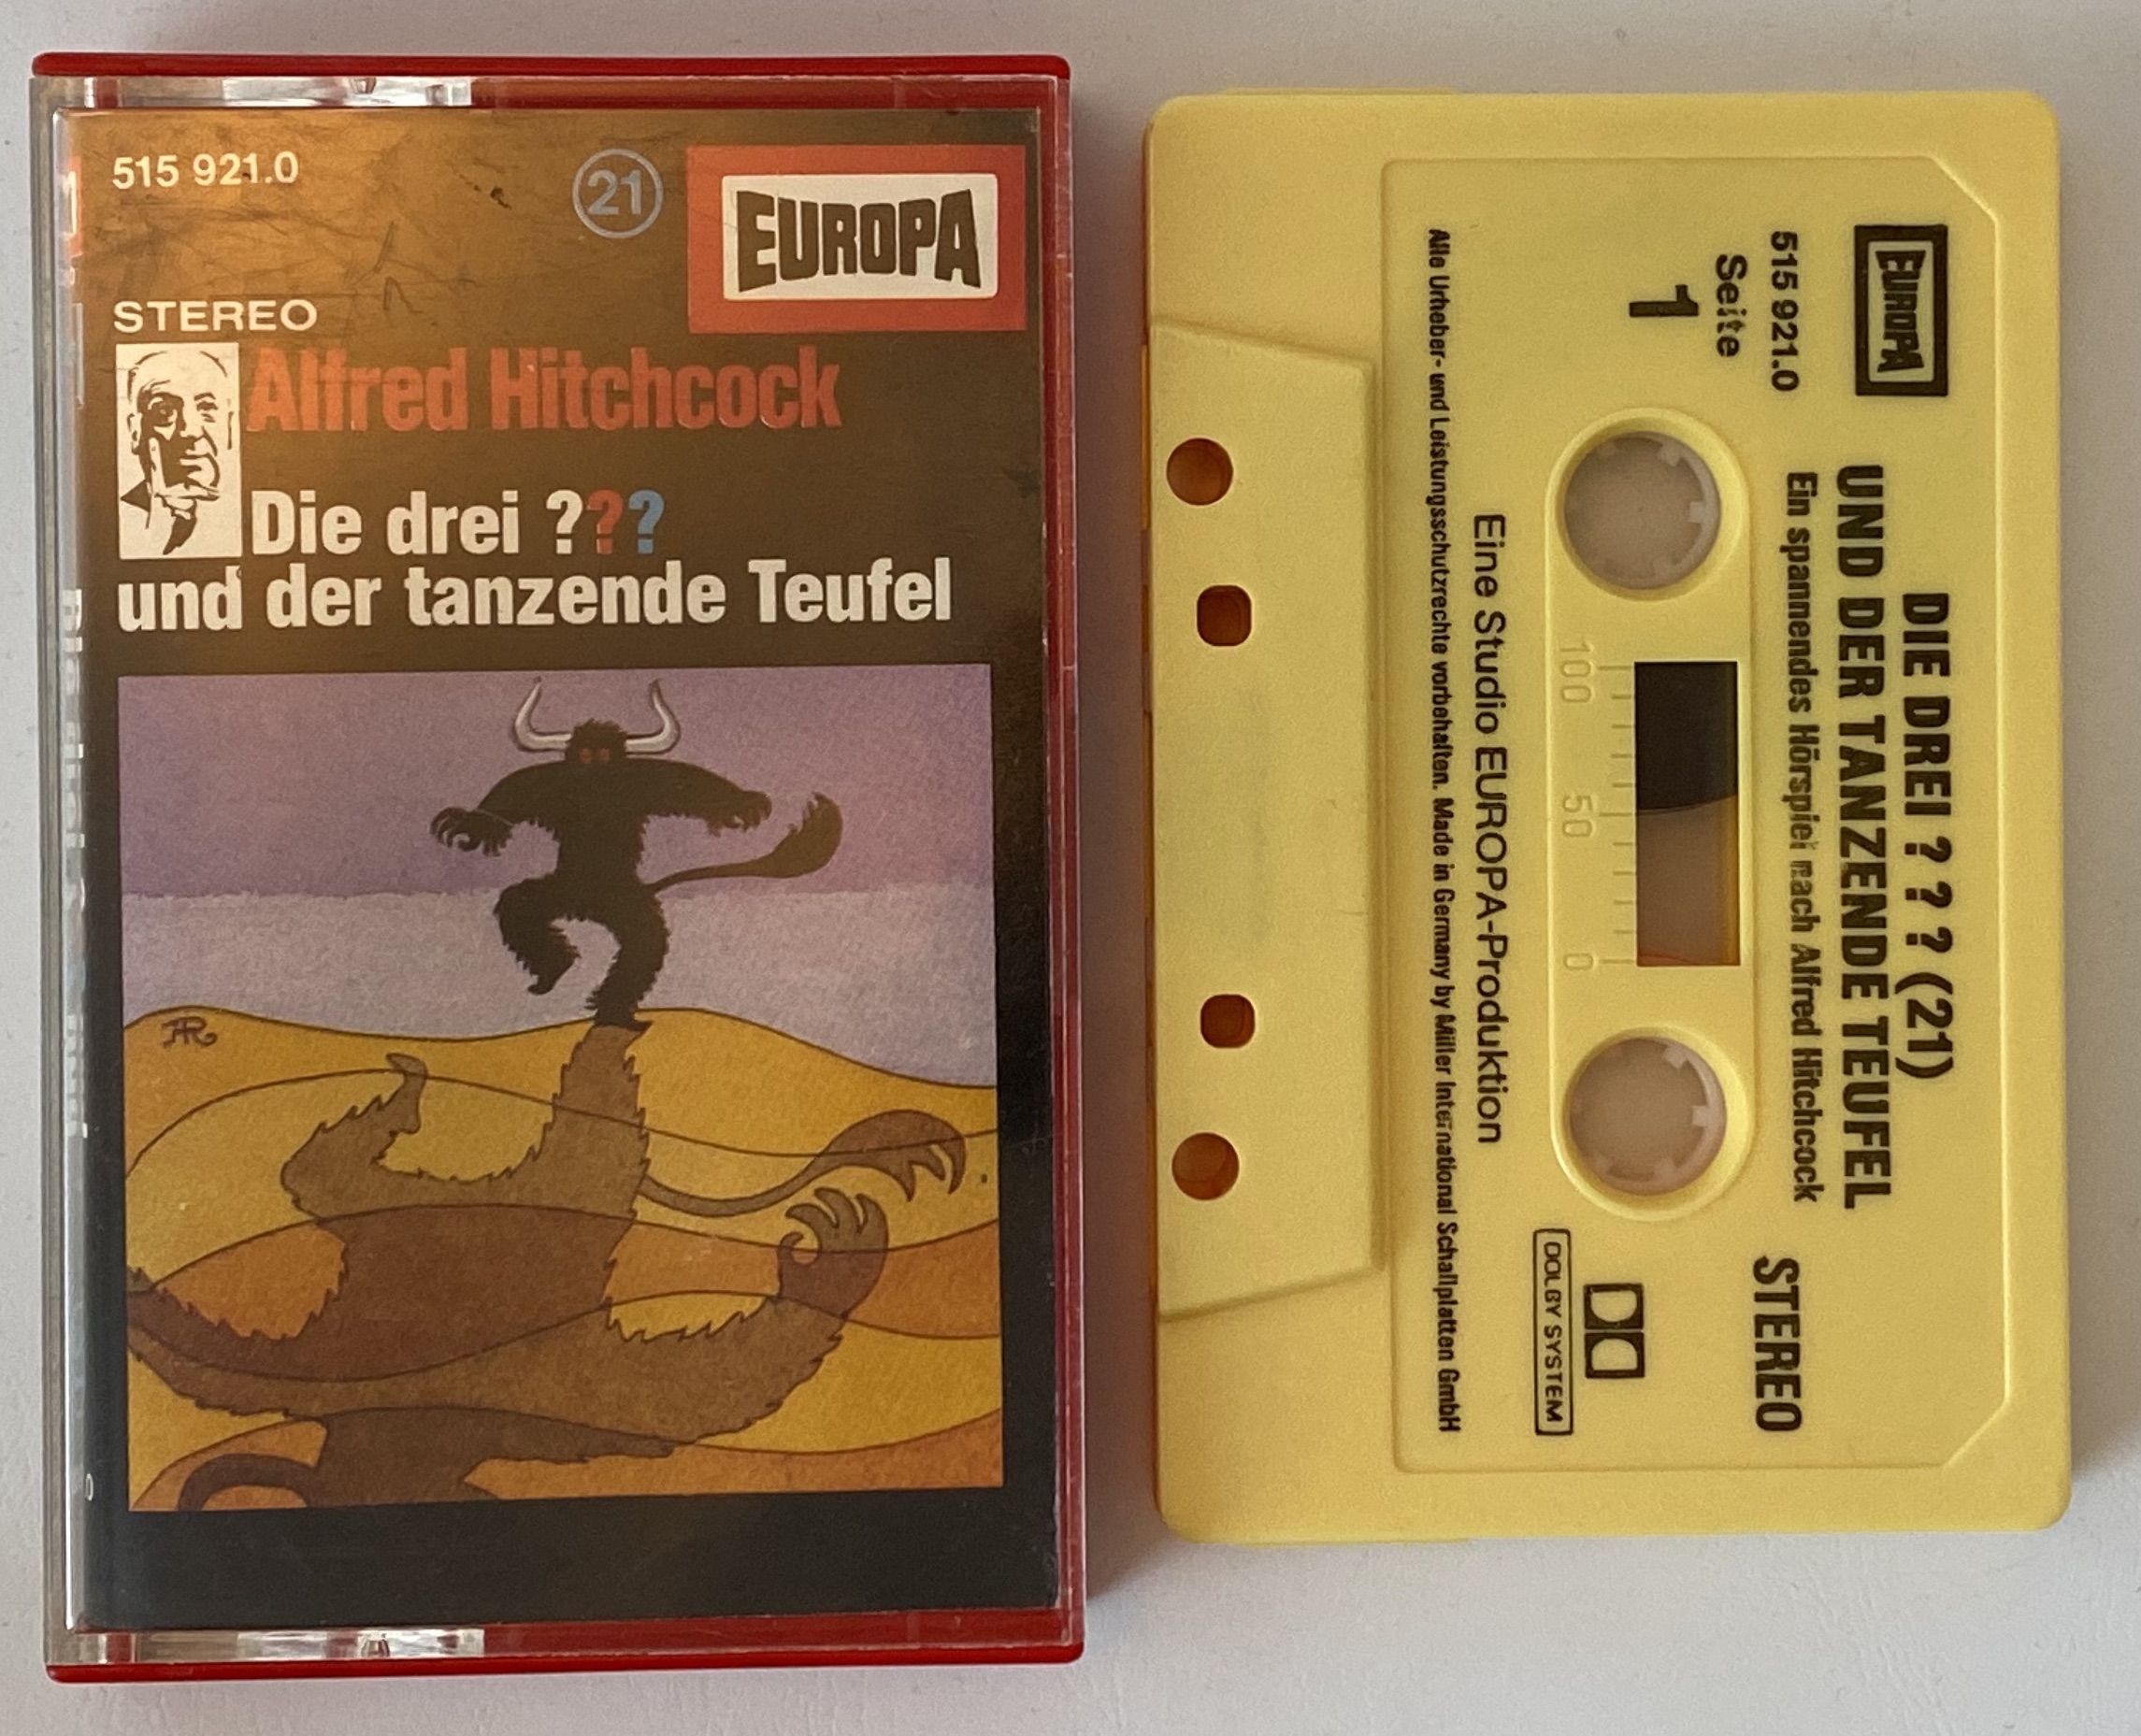 515 921.0
21
EUROPA
STEREO
Alfred Hitchcock
Die drei ???
und der tanzende Teufel
AR
EUROPA
515 921.0
Seite
1
DIE DREI ? ? ? (21)
UND DER TANZENDE TEUFEL
Ein spannendes Hörspiel nach Alfred Hitchcock
STEREO
100
50
0
DOLBY SYSTEM
Eine Studio EUROPA-Produktion
Alle Urheber- und Leistungsschutzrechte vorbehalten. Made in Germany by Miller International Schallplatten GmbH